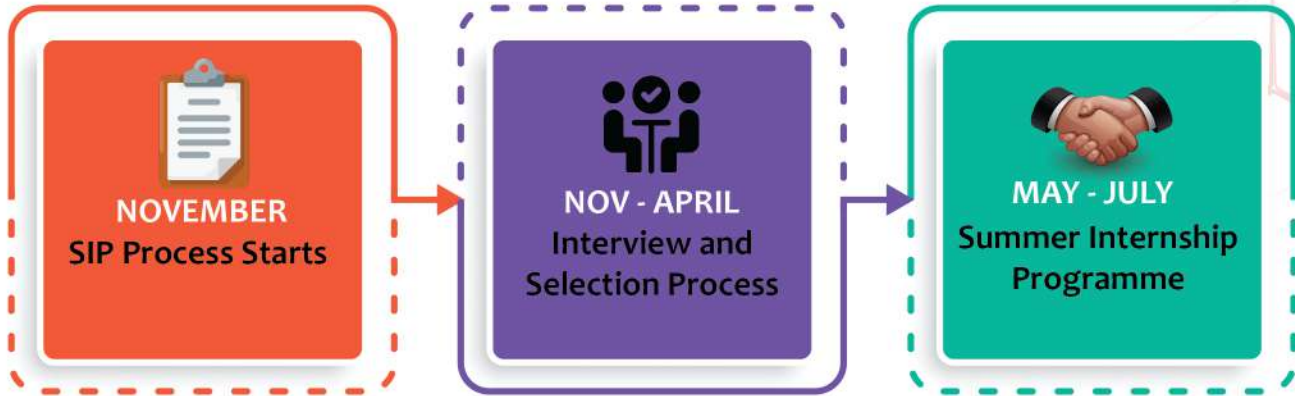 NOVEMBER
SIP Process Starts
NOV - APRIL
Interview and
Selection Process
MAY - JULY
Summer Internship
Programme